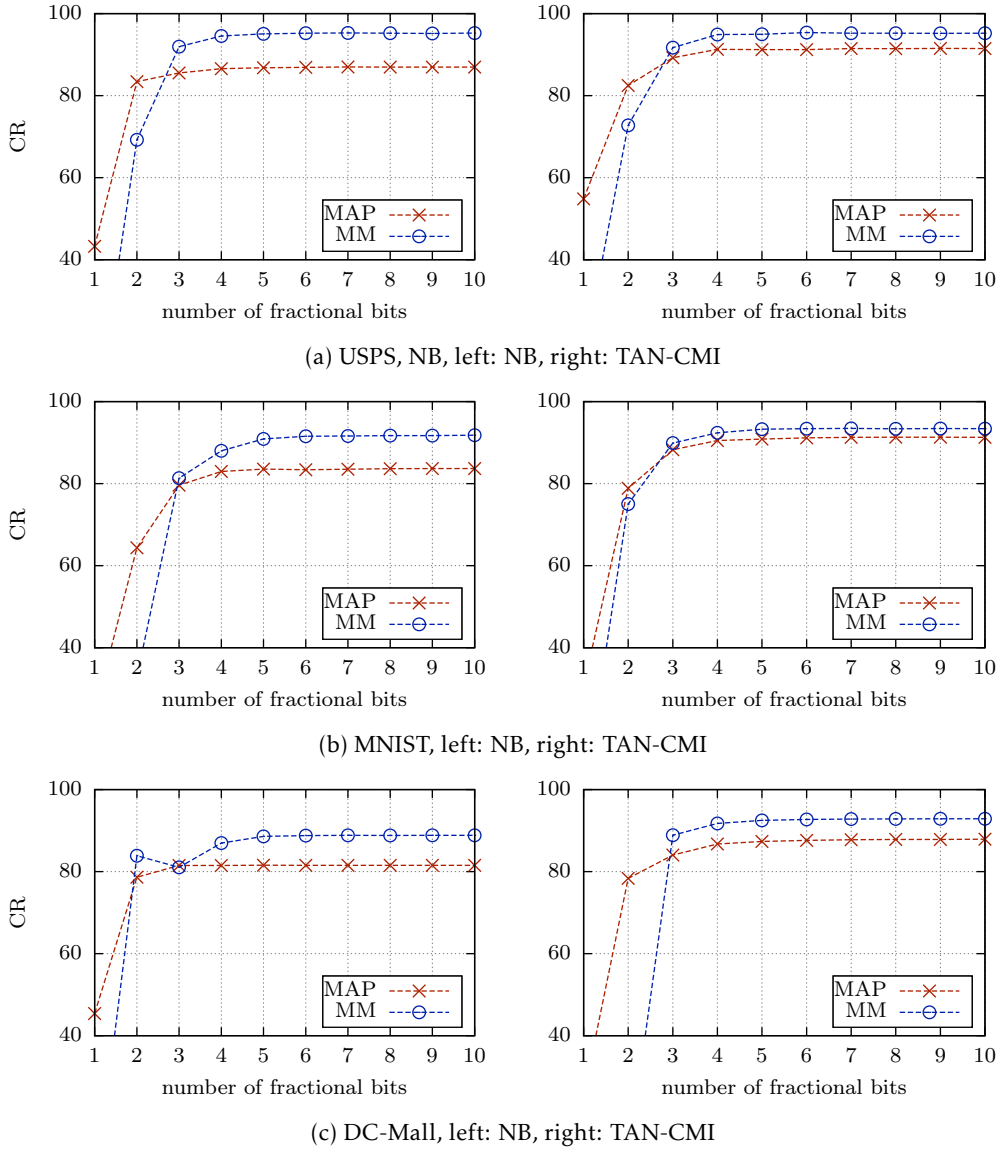 100
80
60
40
CR
MAP
MM
1 2 3 4 5 6 7 8 9 10
number of fractional bits
100
80
60
40
MAP
MM
1 2 3 4 5 6 7 8 9 10
number of fractional bits
(a) USPS, NB, left: NB, right: TAN-CMI
100
80
60
40
CR
MAP
MM
1 2 3 4 5 6 7 8 9 10
number of fractional bits
100
80
60
40
MAP
MM
1 2 3 4 5 6 7 8 9 10
number of fractional bits
(b) MNIST, left: NB, right: TAN-CMI
100
80
60
40
CR
MAP
MM
1 2 3 4 5 6 7 8 9 10
number of fractional bits
100
80
60
40
MAP
MM
1 2 3 4 5 6 7 8 9 10
number of fractional bits
(c) DC-Mall, left: NB, right: TAN-CMI